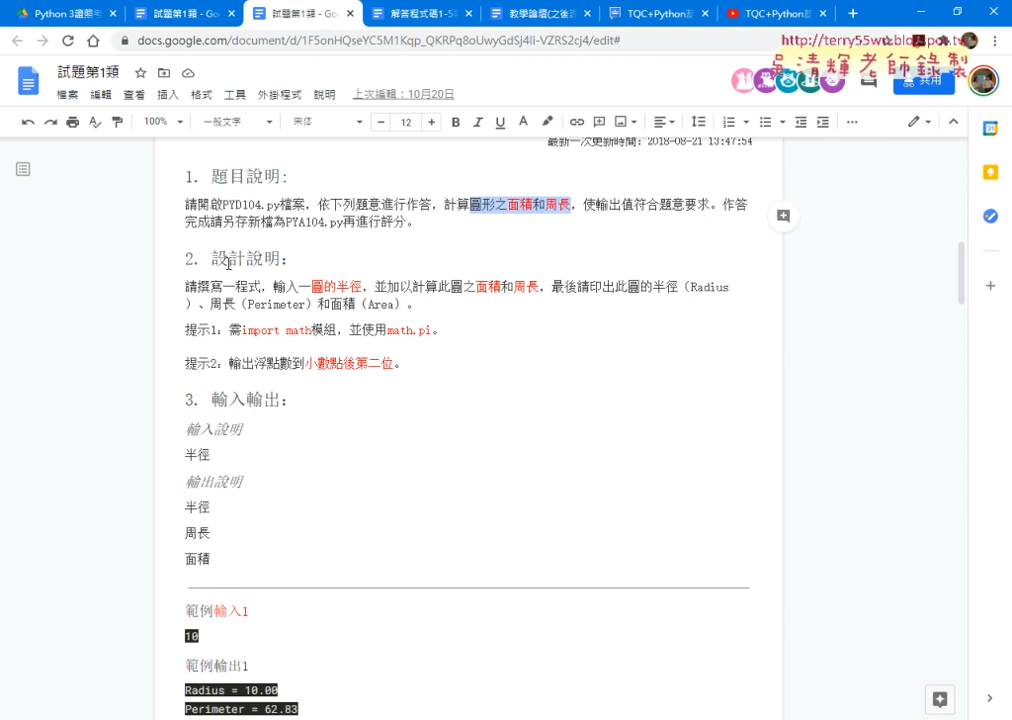 Python 3證照
試題第1類 - Go
試題第1類 - Go
解答程式碼1-5
教學論壇(之後
TQC+Python
TQC+Python
docs.google.com/document/d/1F5onHQseYC5M1Kqp_QKRPq8oUwyGdSj4li-VZRS2cj4/edit#
http://terry55wu.blogspot.tw
吳清輝老師錄製
試題第1類
檔案 編輯 查看 插入 格式 工具 外掛程式 說明 上次編輯：10月20日
共用
100% 一般文字 宋体 12 B I U A
最新一次更新時間：2018-08-21 13:47:54
1. 題目說明:
請開啟PYD104.py檔案，依下列題意進行作答，計算圓形之面積和周長，使輸出值符合題意要求。作答
完成請另存新檔為PYA104.py再進行評分。
2. 設計說明：
請撰寫一程式，輸入一圓的半徑，並加以計算此圓之面積和周長，最後請印出此圓的半徑（Radius
）、周長（Perimeter）和面積（Area）。
提示1：需import math模組，並使用math.pi。
提示2：輸出浮點數到小數點後第二位。
3. 輸入輸出：
輸入說明
半徑
輸出說明
半徑
周長
面積
範例輸入1
10
範例輸出1
Radius = 10.00
Perimeter = 62.83